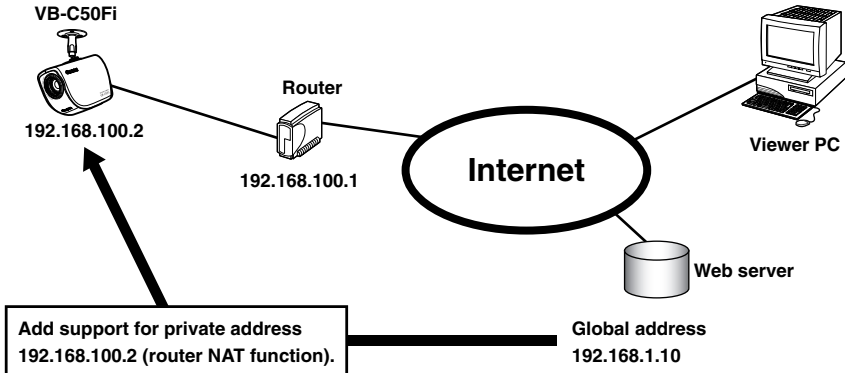 VB-C50Fi
192.168.100.2
Router
192.168.100.1
Internet
Viewer PC
Web server
Add support for private address
192.168.100.2 (router NAT function).
Global address
192.168.1.10